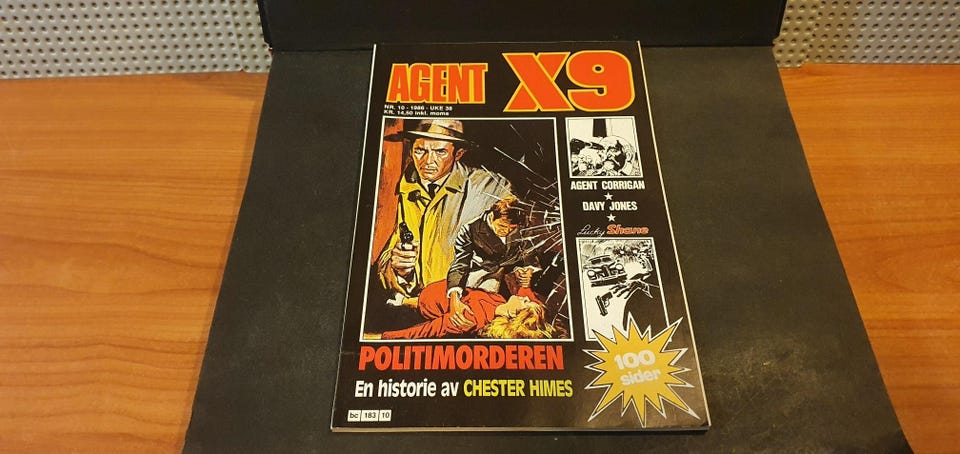 AGENT X9
NR. 10 - 1986 - UKE 38
KR. 14,50 inkl. moms
AGENT CORRIGAN
DAVY JONES
Lucky Shane
POLITIMORDEREN
En historie av CHESTER HIMES
100
sider
bc 183 10